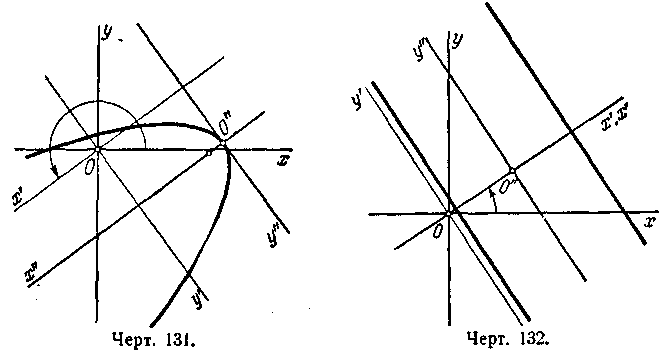 y
O
O"
x
x'
x"
y"
y'
Черт. 131.
y'
y"
y
x', x"
O"
O
x
Черт. 132.